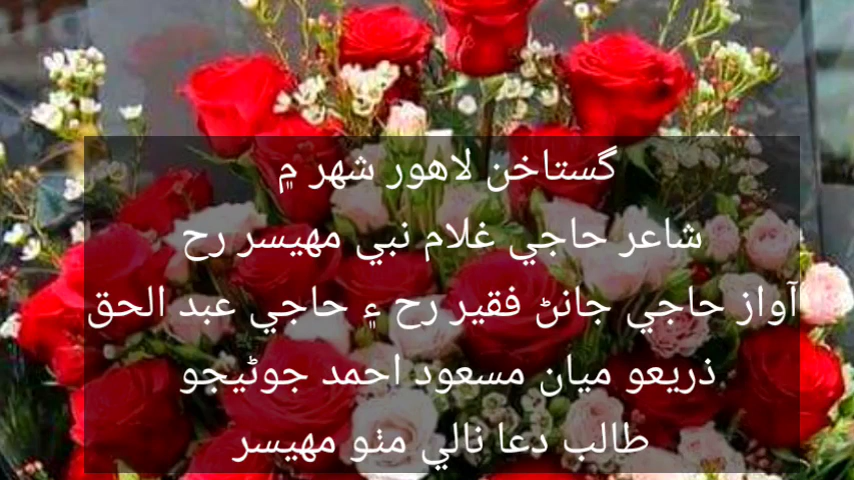 گستاخن لاهور شهر ۾
شاعر حاجي غلام نبي مهيسر رح
آواز حاجي جانڻ فقير رح ۽ حاجي عبد الحق
ذريعو ميان مسعود احمد جوڻيجو
طالب دعا نالي مٺو مهيسر